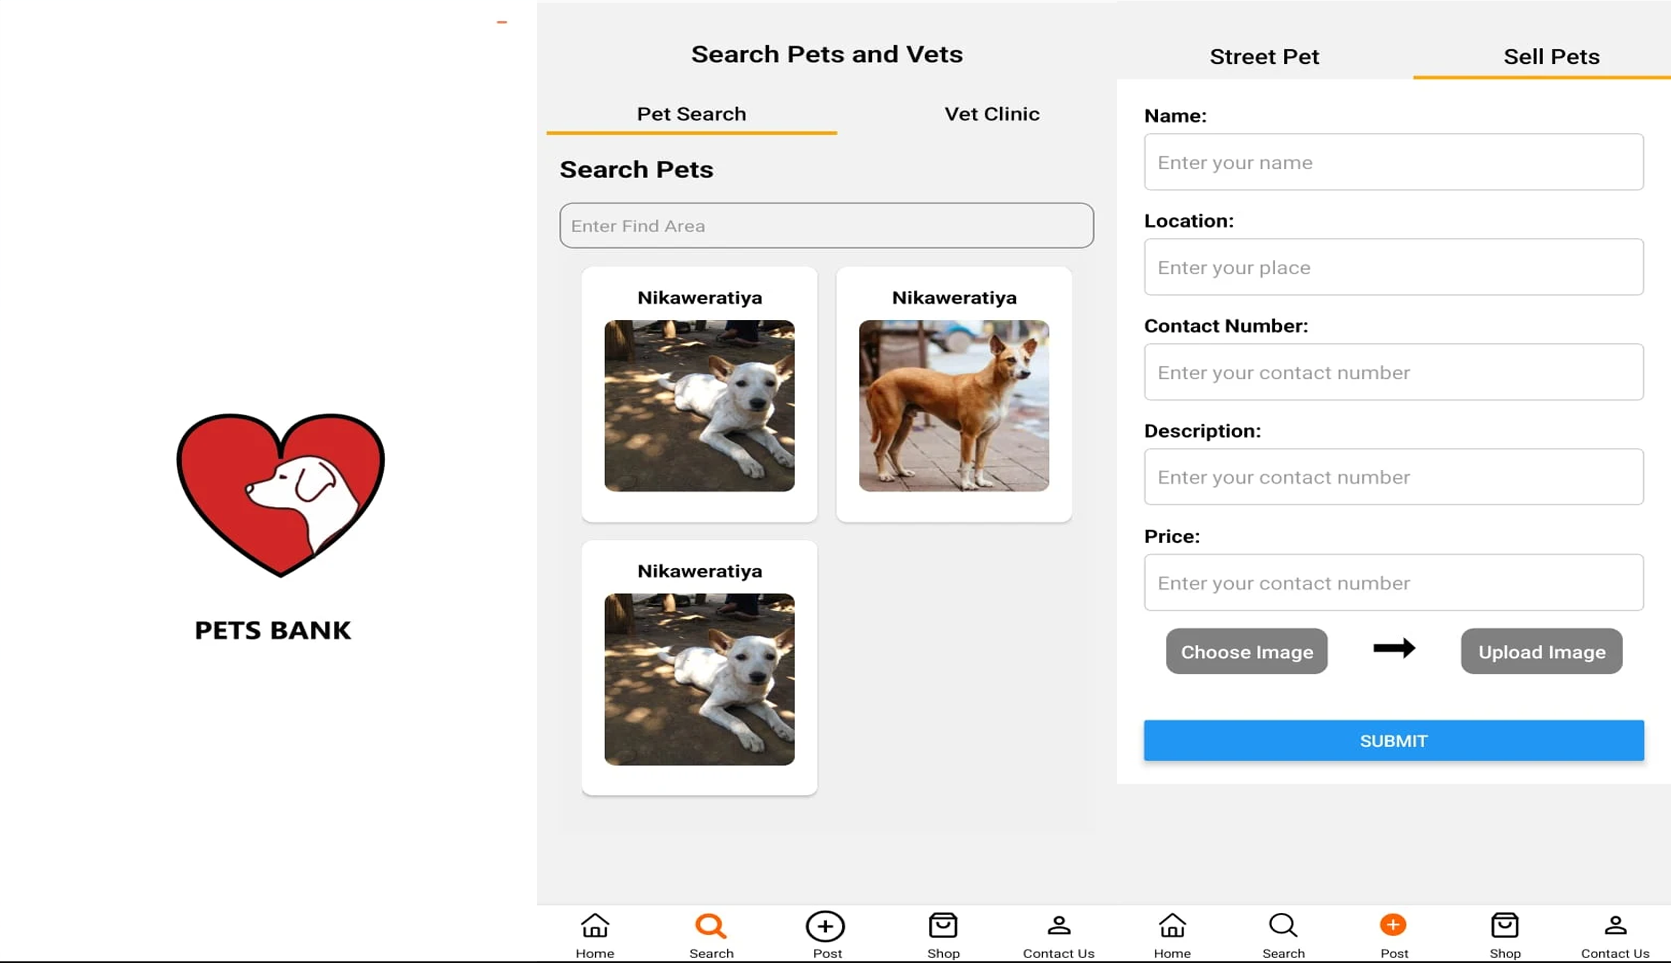 PETS BANK
Search Pets and Vets
Pet Search
Vet Clinic
Search Pets
Enter Find Area
Nikaweratiya
Nikaweratiya
Nikaweratiya
Home
Search
Post
Shop
Contact Us
Street Pet
Sell Pets
Name:
Enter your name
Location:
Enter your place
Contact Number:
Enter your contact number
Description:
Enter your contact number
Price:
Enter your contact number
Choose Image
Upload Image
SUBMIT
Home
Search
Post
Shop
Contact Us